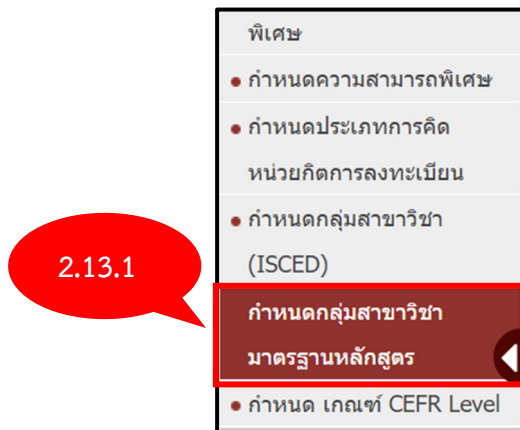 พิเศษ
กำหนดความสามารถพิเศษ
กำหนดประเภทการคิด
หน่วยกิตการลงทะเบียน
กำหนดกลุ่มสาขาวิชา
(ISCED)
2.13.1
กำหนดกลุ่มสาขาวิชา
มาตรฐานหลักสูตร
กำหนด เกณฑ์ CEFR Level